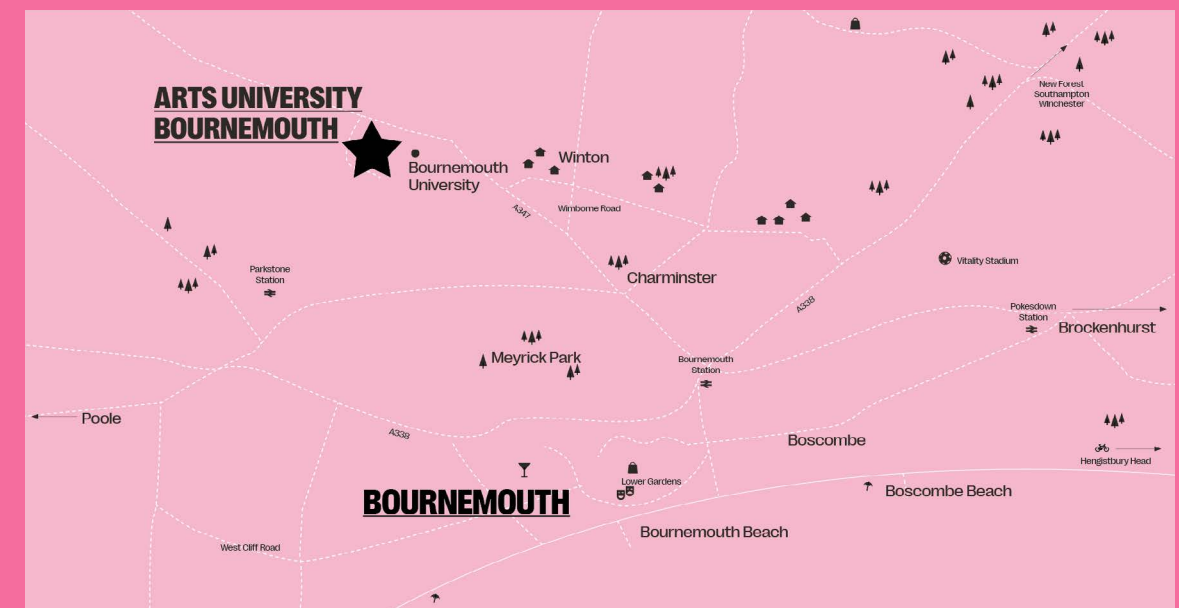 New Forest
Southampton
Winchester
ARTS UNIVERSITY
BOURNEMOUTH
Bournemouth
University
Winton
A347
Wimborne Road
Parkstone
Station
Charminster
Vitality Stadium
A338
Pokesdown
Station
Brockenhurst
Meyrick Park
Bournemouth
Station
Poole
A338
Boscombe
Hengistbury Head
Lower Gardens
BOURNEMOUTH
Boscombe Beach
Bournemouth Beach
West Cliff Road